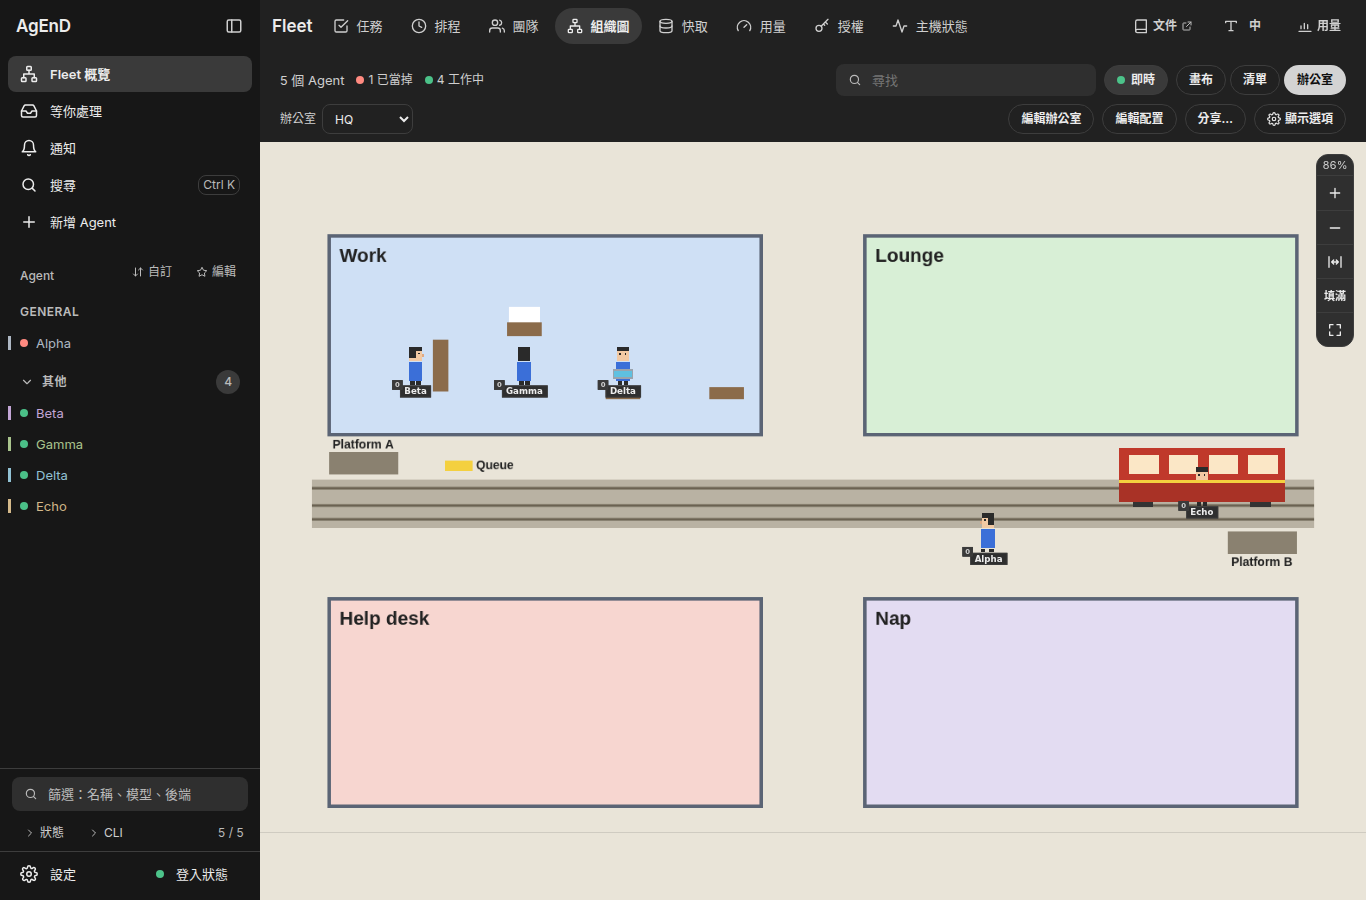 AgEnD
Fleet 概覽
等你處理
通知
搜尋 Ctrl K
新增 Agent
Agent 自訂 編輯
GENERAL
Alpha
其他 4
Beta
Gamma
Delta
Echo
篩選：名稱、模型、後端
狀態 CLI 5 / 5
設定 登入狀態
Fleet 任務 排程 團隊 組織圖 快取 用量 授權 主機狀態 文件 中 用量
5 個 Agent 1 已當掉 4 工作中 尋找 即時 畫布 清單 辦公室
辦公室 HQ 編輯辦公室 編輯配置 分享... 顯示選項
86%
填滿
Work
Lounge
0 Beta
0 Gamma
0 Delta
Platform A
Queue
0 Echo
0 Alpha
Platform B
Help desk
Nap